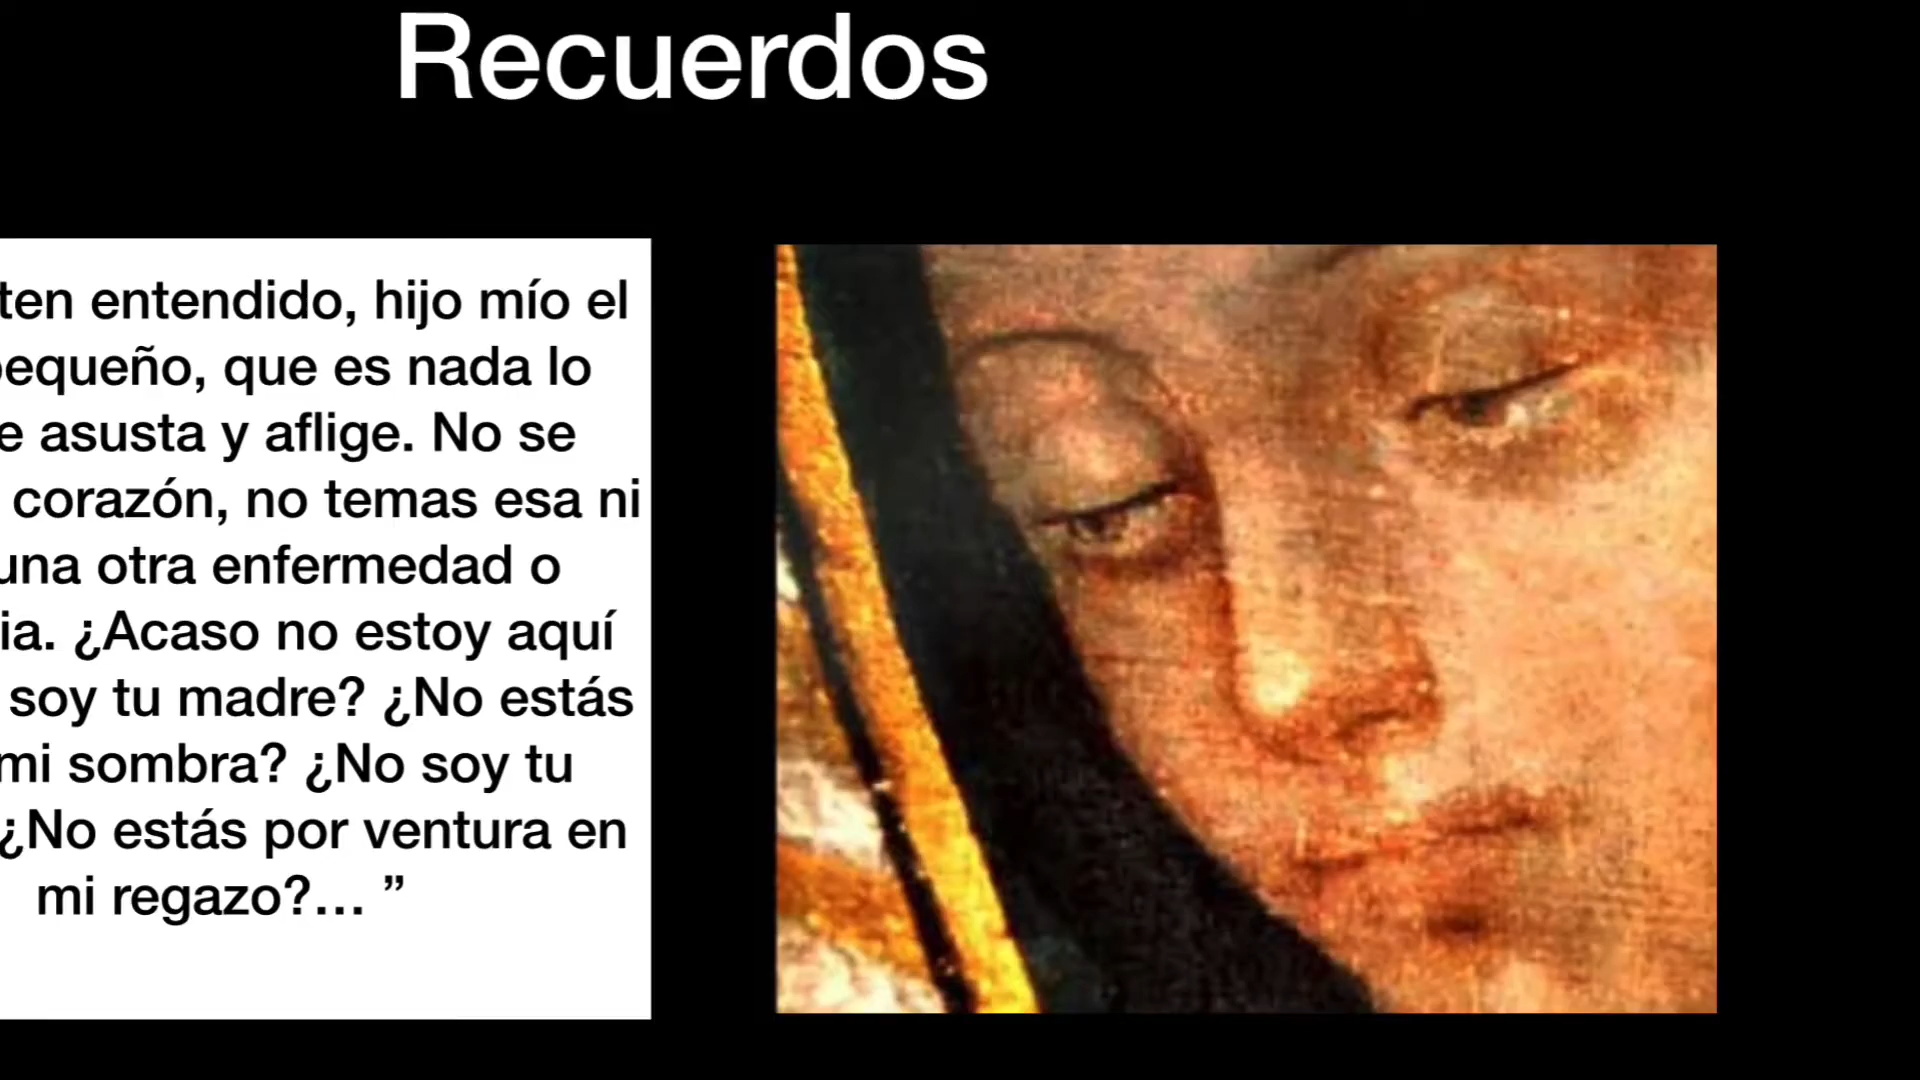 Recuerdos
ten entendido, hijo mío el
pequeño, que es nada lo
e asusta y aflige. No se
corazón, no temas esa ni
una otra enfermedad o
ia. ¿Acaso no estoy aquí
soy tu madre? ¿No estás
mi sombra? ¿No soy tu
¿No estás por ventura en
mi regazo?... ”